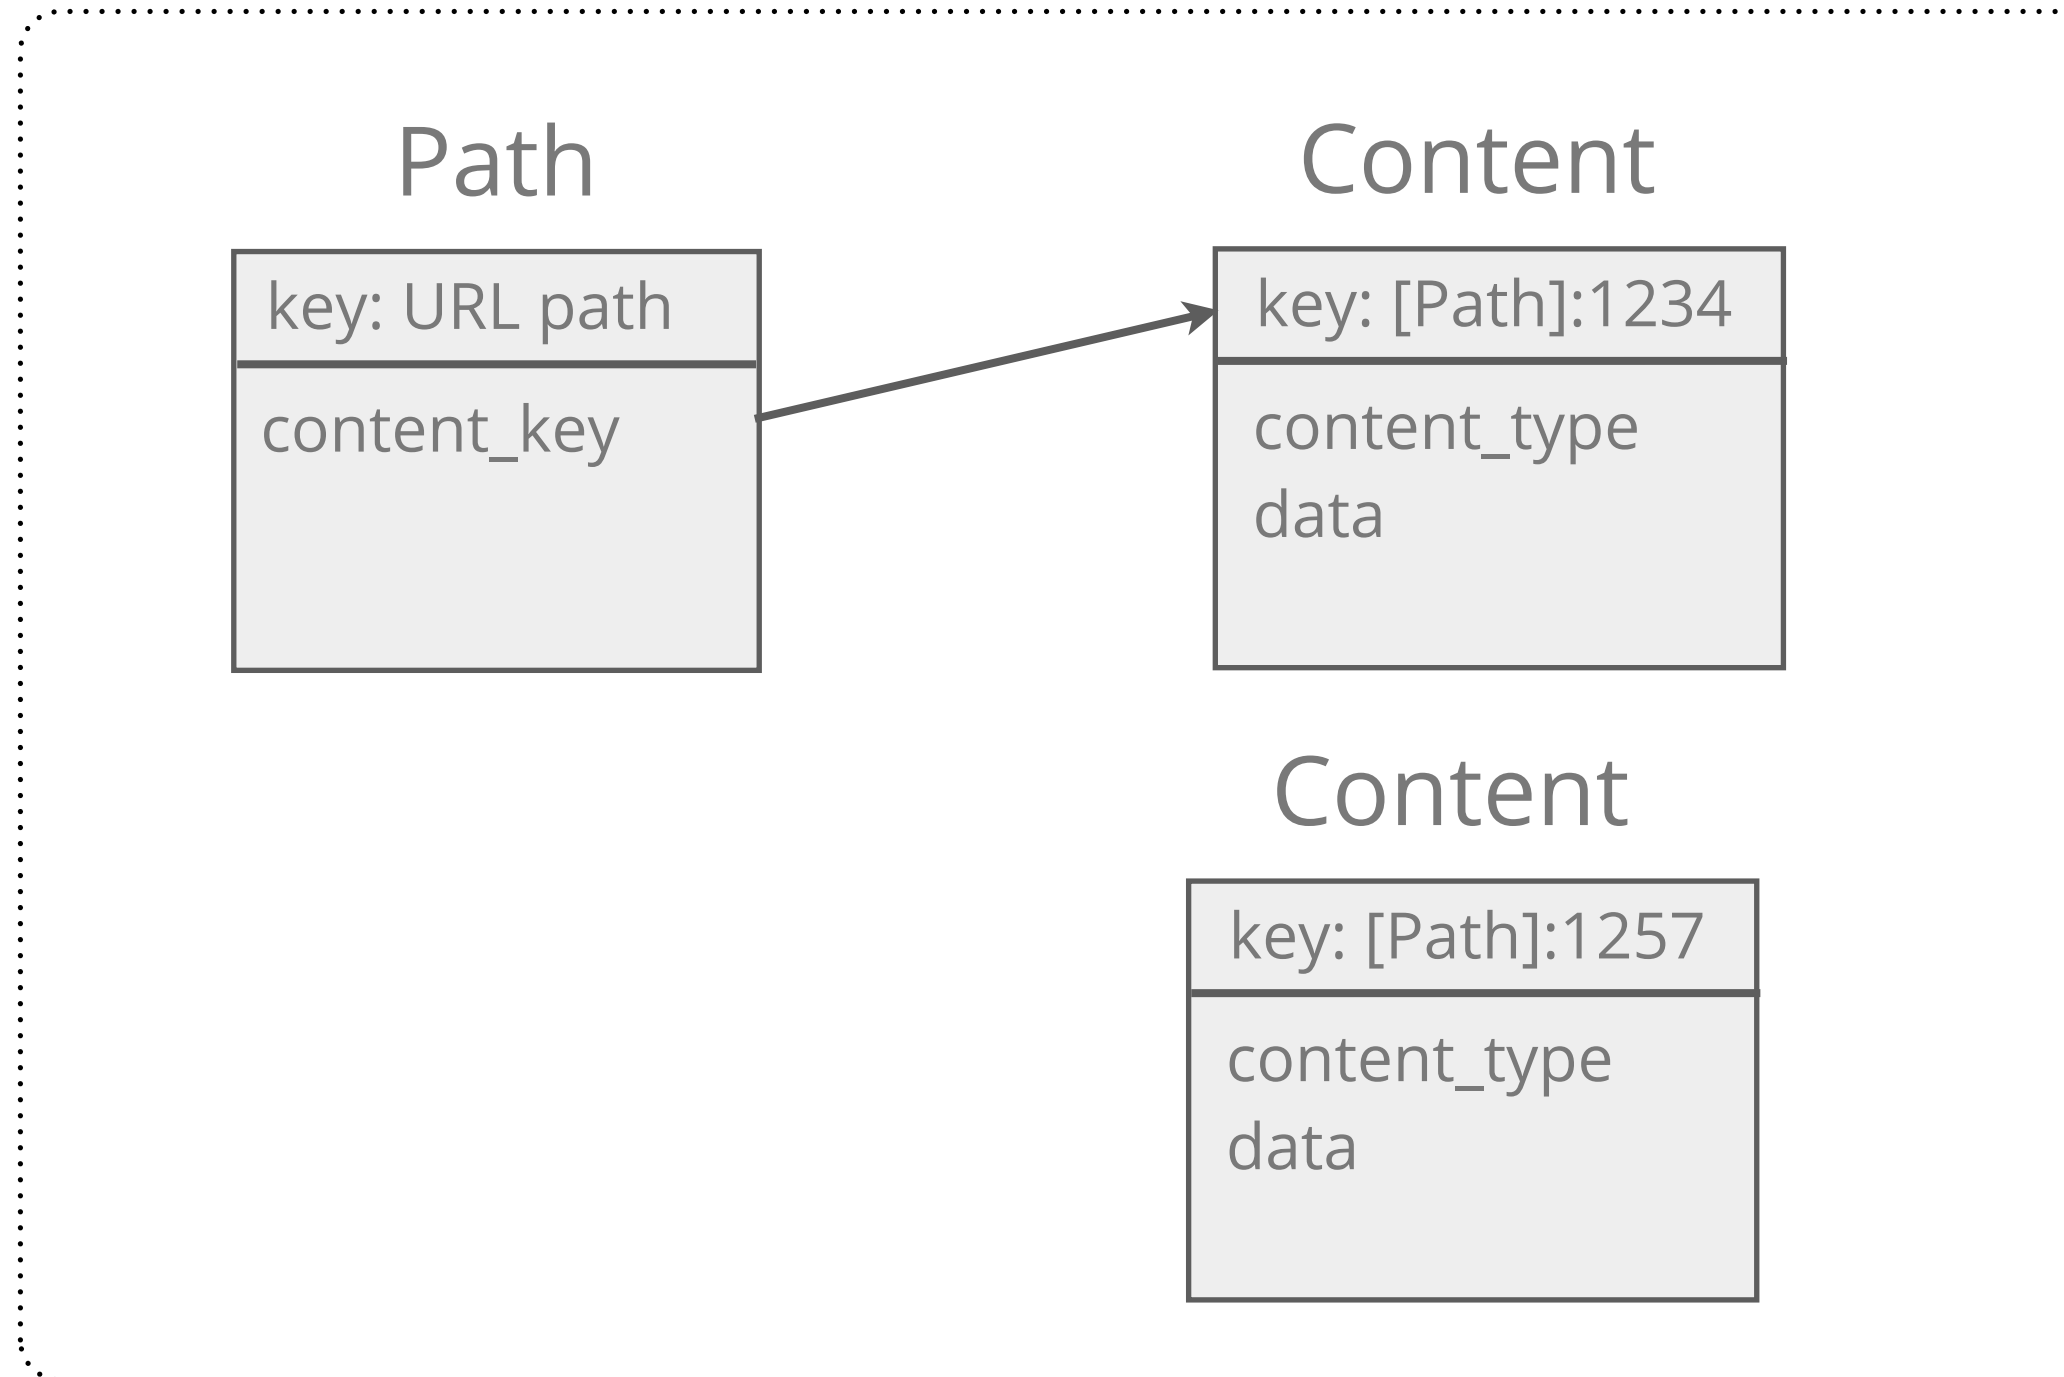 Path
key: URL path
content_key
Content
key: [Path]:1234
content_type
data
Content
key: [Path]:1257
content_type
data